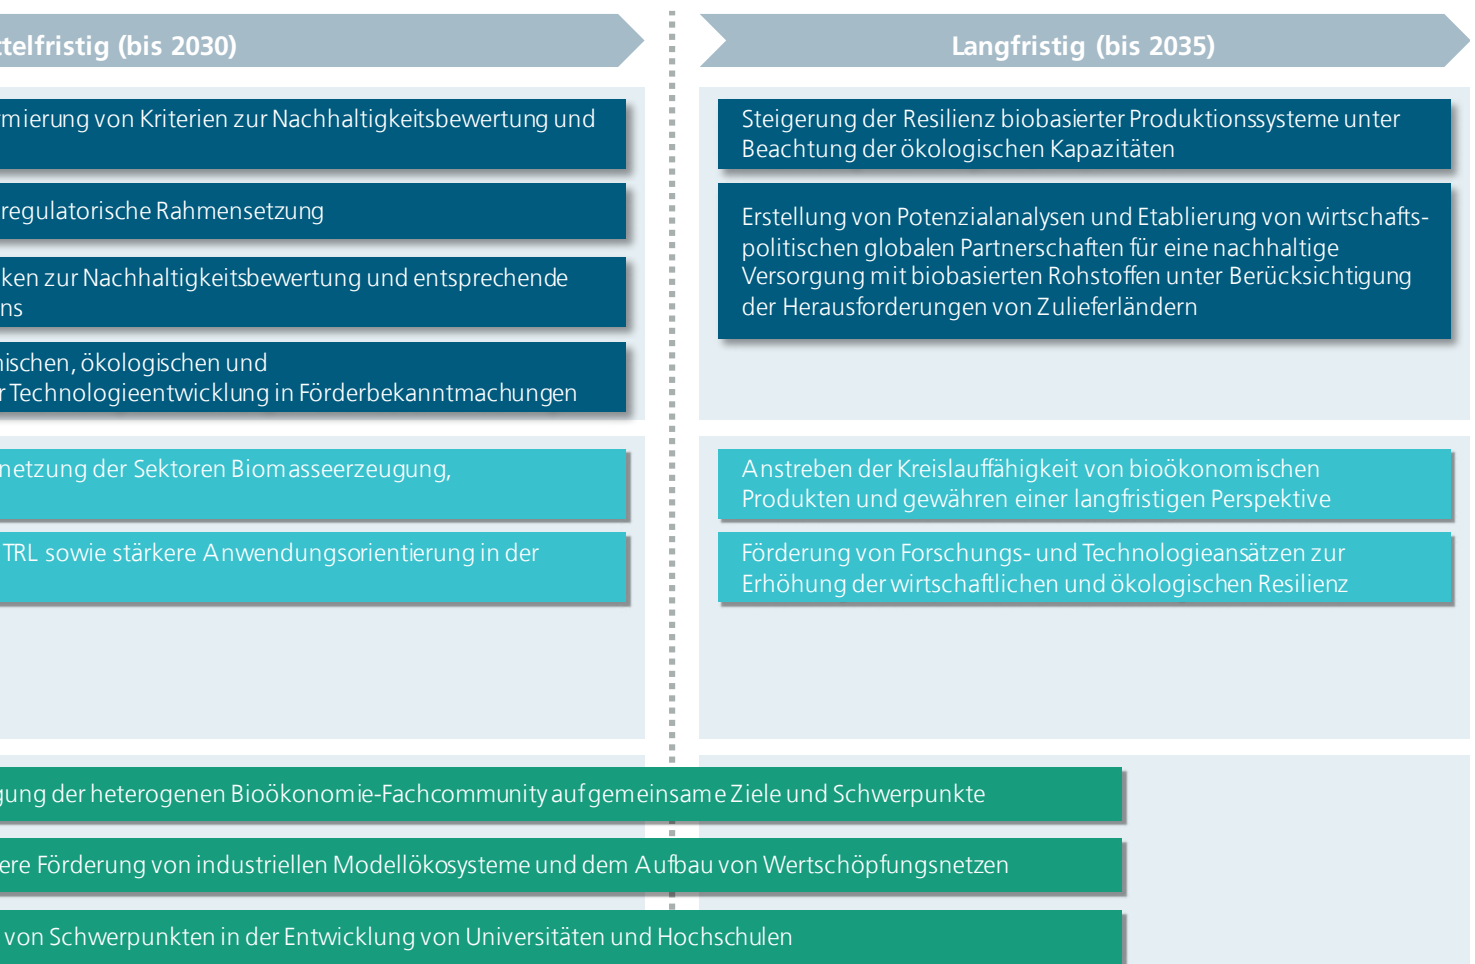 telfristig (bis 2030)
Langfristig (bis 2035)
rmierung von Kriterien zur Nachhaltigkeitsbewertung und
regulatorische Rahmensetzung
ken zur Nachhaltigkeitsbewertung und entsprechende
ns
ischen, ökologischen und
r Technologieentwicklung in Förderbekanntmachungen
Steigerung der Resilienz biobasierter Produktionssysteme unter
Beachtung der ökologischen Kapazitäten
Erstellung von Potenzialanalysen und Etablierung von wirtschafts-
politischen globalen Partnerschaften für eine nachhaltige
Versorgung mit biobasierten Rohstoffen unter Berücksichtigung
der Herausforderungen von Zulieferländern
netzung der Sektoren Biomasseerzeugung,
TRL sowie stärkere Anwendungsorientierung in der
Anstreben der Kreislauffähigkeit von bioökonomischen
Produkten und gewähren einer langfristigen Perspektive
Förderung von Forschungs- und Technologieansätzen zur
Erhöhung der wirtschaftlichen und ökologischen Resilienz
gung der heterogenen Bioökonomie-Fachcommunity auf gemeinsame Ziele und Schwerpunkte
ere Förderung von industriellen Modellökosysteme und dem Aufbau von Wertschöpfungsnetzen
von Schwerpunkten in der Entwicklung von Universitäten und Hochschulen